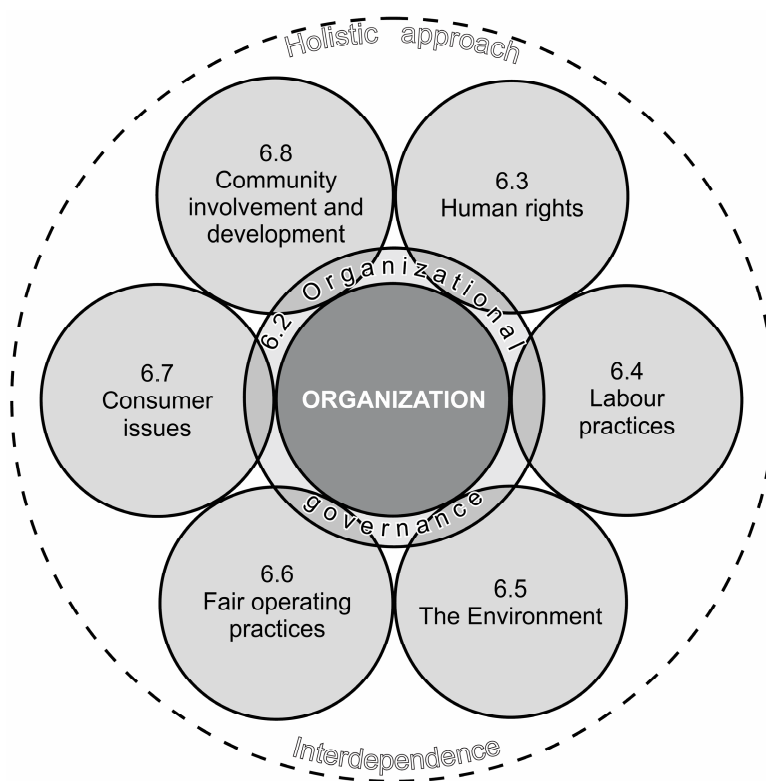 Holistic approach
6.8
Community
involvement and
development
6.3
Human rights
6.2 Organizational
governance
ORGANIZATION
6.7
Consumer
issues
6.4
Labour
practices
6.6
Fair operating
practices
6.5
The Environment
Interdependence